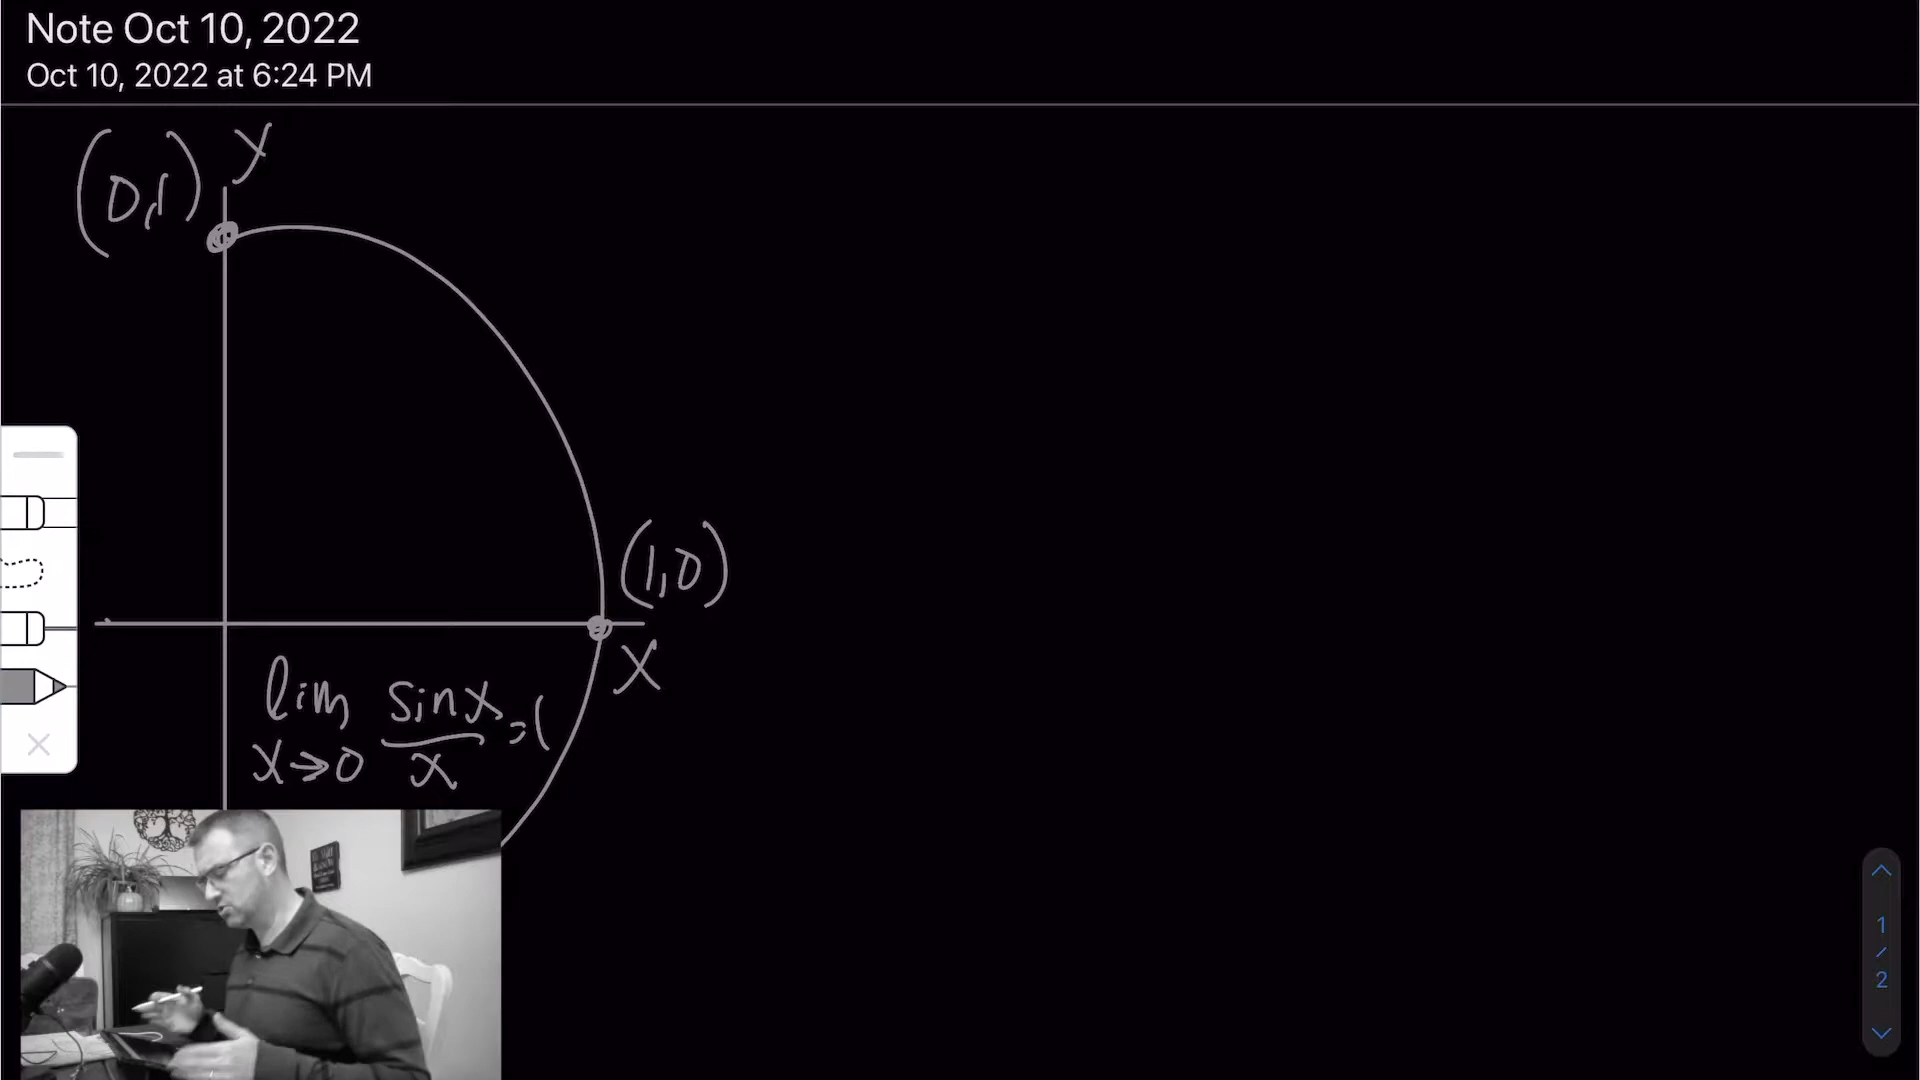 Note Oct 10, 2022
Oct 10, 2022 at 6:24 PM
(0,1) y
(1,0)
x
lim sinx = 1
x→0 x
1
/
2